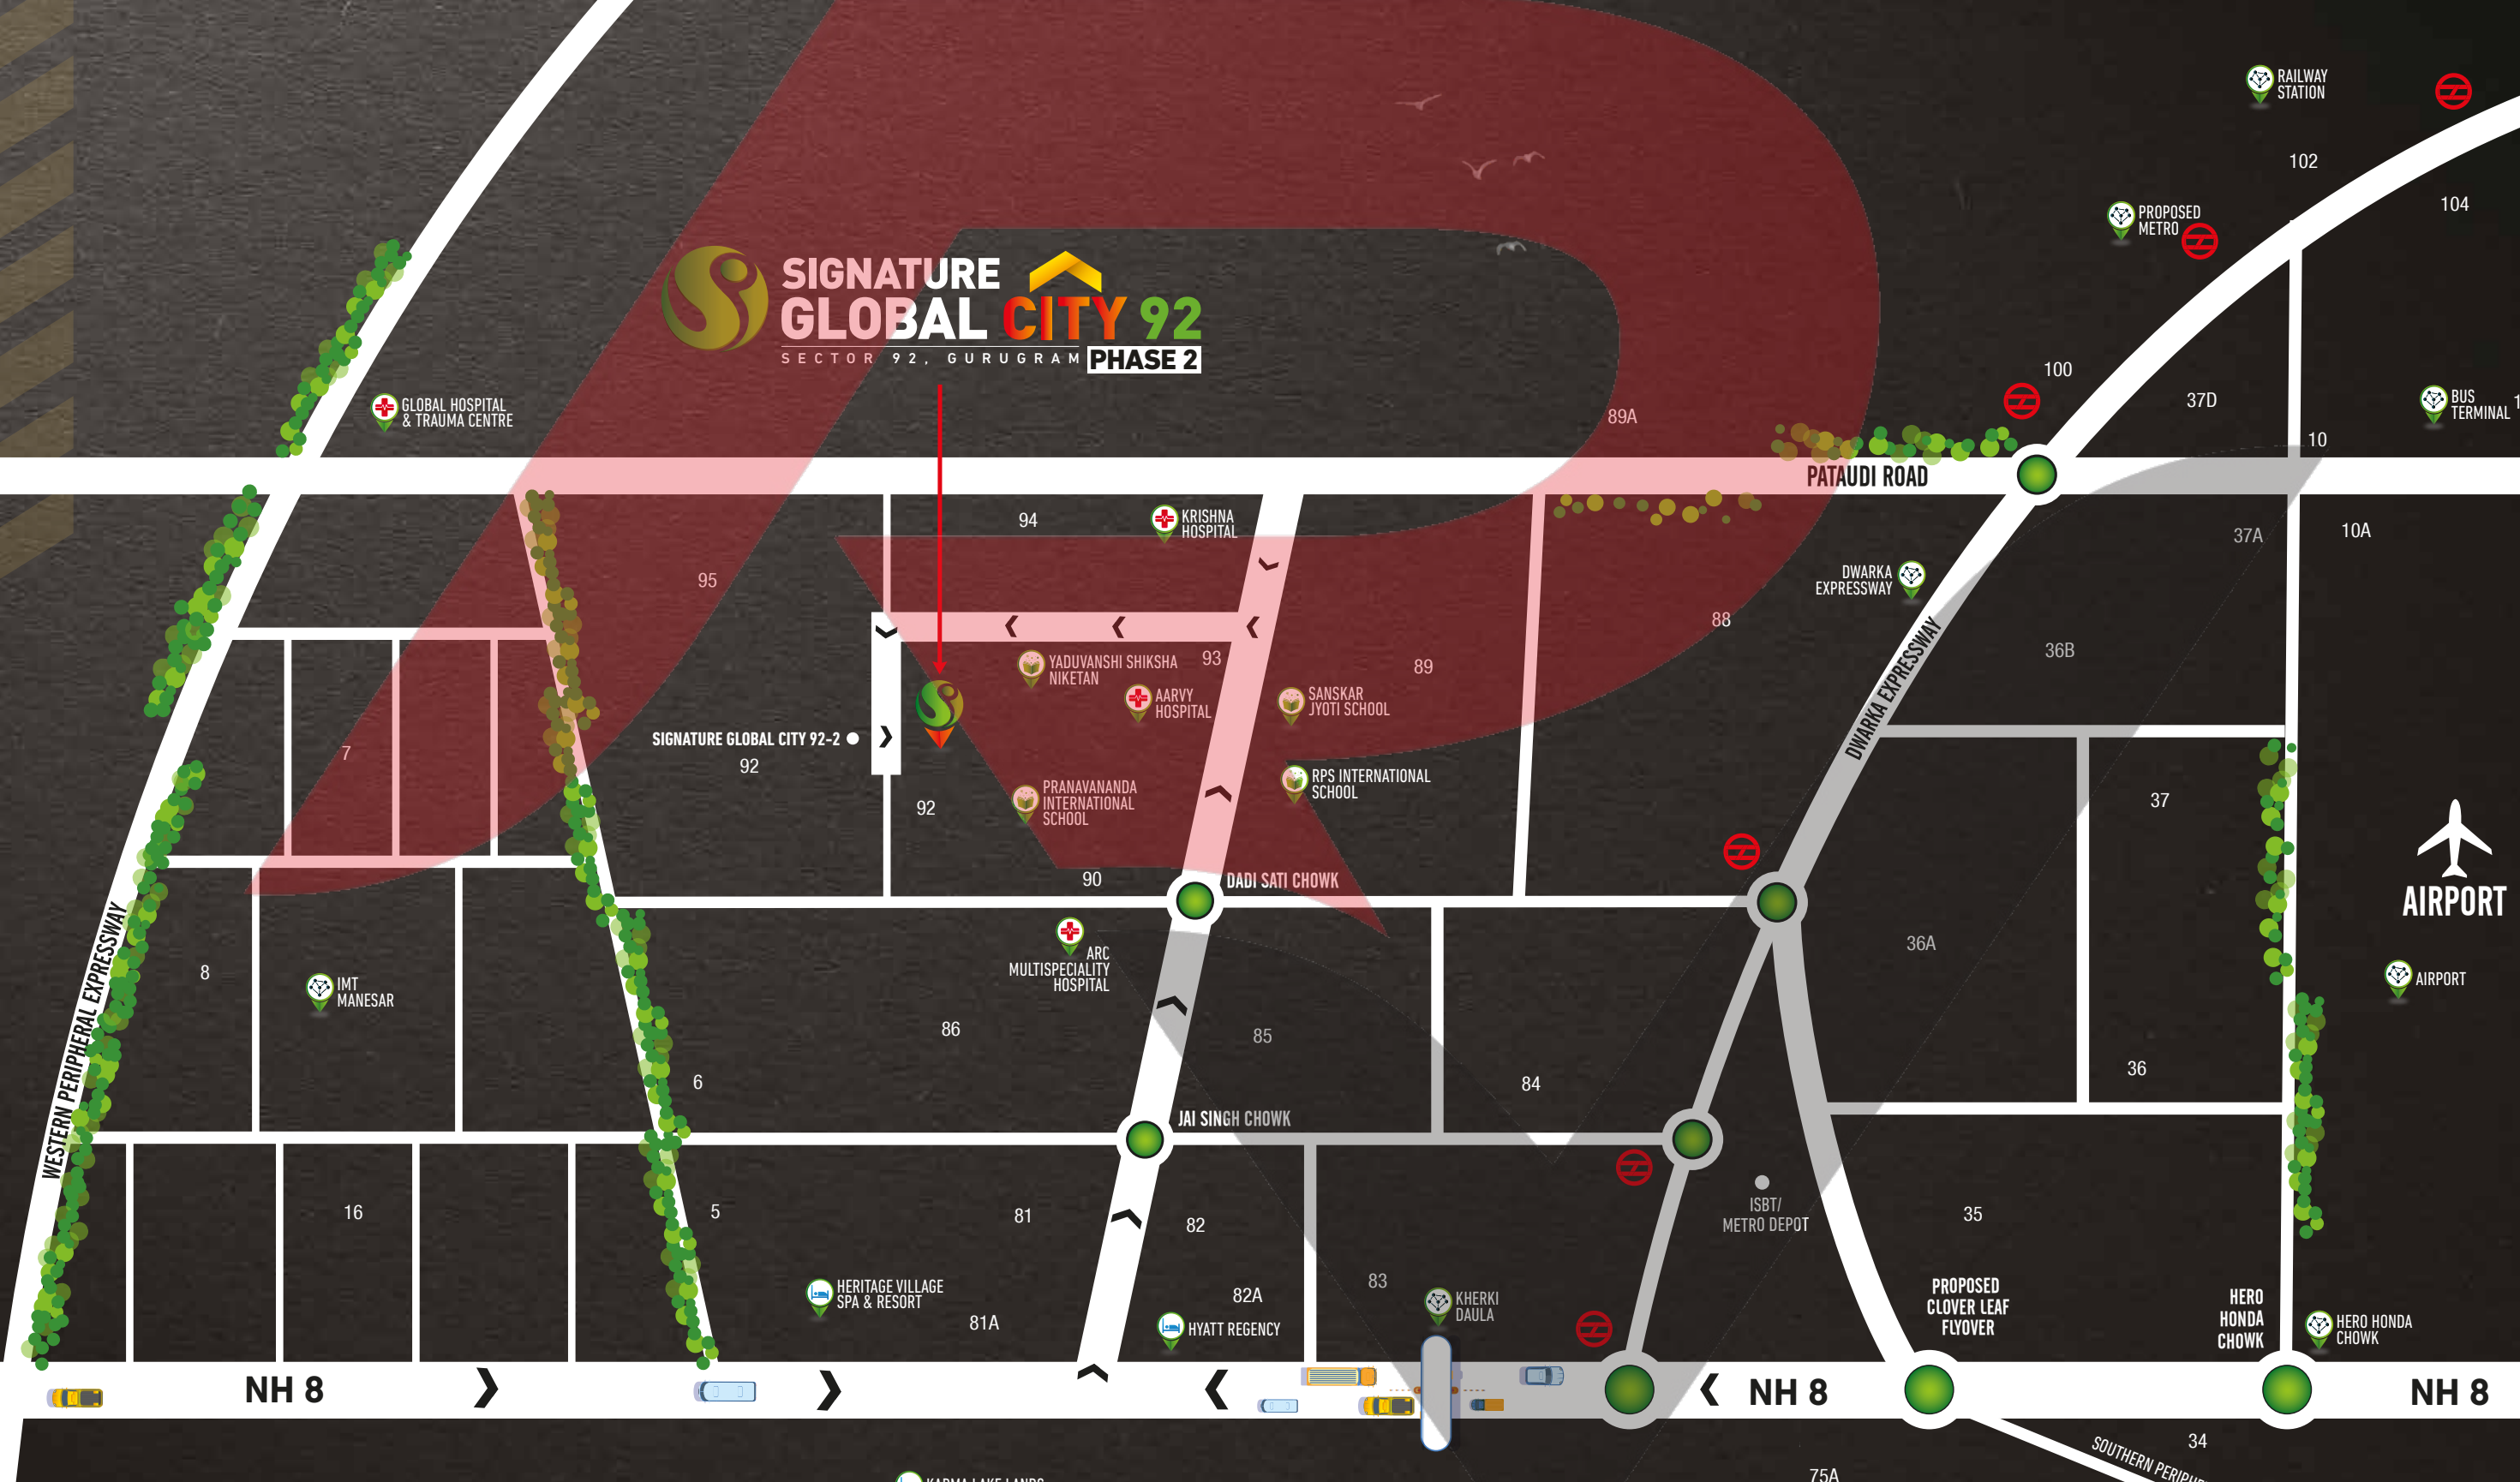 RAILWAY
STATION
102
104
PROPOSED
METRO
SIGNATURE
GLOBAL CITY 92
SECTOR 92, GURUGRAM
PHASE 2
100
37D
BUS
TERMINAL
GLOBAL HOSPITAL
& TRAUMA CENTRE
89A
10
PATAUDI ROAD
94
KRISHNA
HOSPITAL
37A
10A
95
DWARKA
EXPRESSWAY
88
36B
YADUVANSHI SHIKSHA
NIKETAN
93
89
AARVY
HOSPITAL
SANSKAR
JYOTI SCHOOL
DWARKA EXPRESSWAY
7
SIGNATURE GLOBAL CITY 92-2
92
92
PRANAVANANDA
INTERNATIONAL
SCHOOL
RPS INTERNATIONAL
SCHOOL
37
90
DADI SATI CHOWK
AIRPORT
WESTERN PERIPHERAL EXPRESSWAY
8
IMT
MANESAR
ARC
MULTISPECIALITY
HOSPITAL
36A
AIRPORT
86
85
6
84
36
JAI SINGH CHOWK
16
5
81
82
ISBT/
METRO DEPOT
35
HERITAGE VILLAGE
SPA & RESORT
81A
82A
83
KHERKI
DAULA
HYATT REGENCY
PROPOSED
CLOVER LEAF
FLYOVER
HERO
HONDA
CHOWK
HERO HONDA
CHOWK
NH 8
NH 8
NH 8
34
SOUTHERN
75A